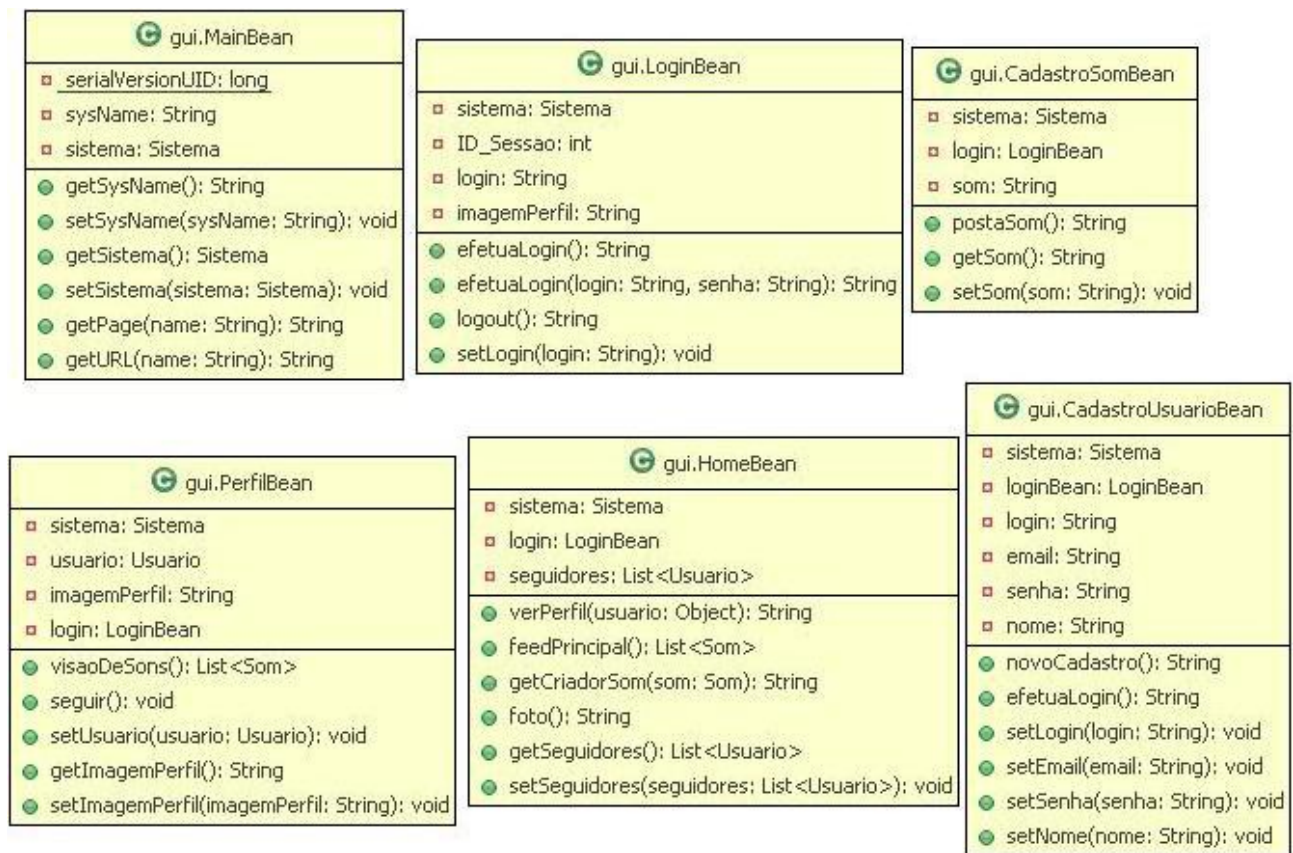 gui.MainBean
serialVersionUID: long
sysName: String
sistema: Sistema
getSysName(): String
setSysName(sysName: String): void
getSistema(): Sistema
setSistema(sistema: Sistema): void
getPage(name: String): String
getURL(name: String): String
gui.LoginBean
sistema: Sistema
ID_Sessao: int
login: String
imagemPerfil: String
efetuaLogin(): String
efetuaLogin(login: String, senha: String): String
logout(): String
setLogin(login: String): void
gui.CadastroSomBean
sistema: Sistema
login: LoginBean
som: String
postaSom(): String
getSom(): String
setSom(som: String): void
gui.PerfilBean
sistema: Sistema
usuario: Usuario
imagemPerfil: String
login: LoginBean
visaoDeSons(): List<Som>
seguir(): void
setUsuario(usuario: Usuario): void
getImagemPerfil(): String
setImagemPerfil(imagemPerfil: String): void
gui.HomeBean
sistema: Sistema
login: LoginBean
seguidores: List<Usuario>
verPerfil(usuario: Object): String
feedPrincipal(): List<Som>
getCriadorSom(som: Som): String
foto(): String
getSeguidores(): List<Usuario>
setSeguidores(seguidores: List<Usuario>): void
gui.CadastroUsuarioBean
sistema: Sistema
loginBean: LoginBean
login: String
email: String
senha: String
nome: String
novoCadastro(): String
efetuaLogin(): String
setLogin(login: String): void
setEmail(email: String): void
setSenha(senha: String): void
setNome(nome: String): void